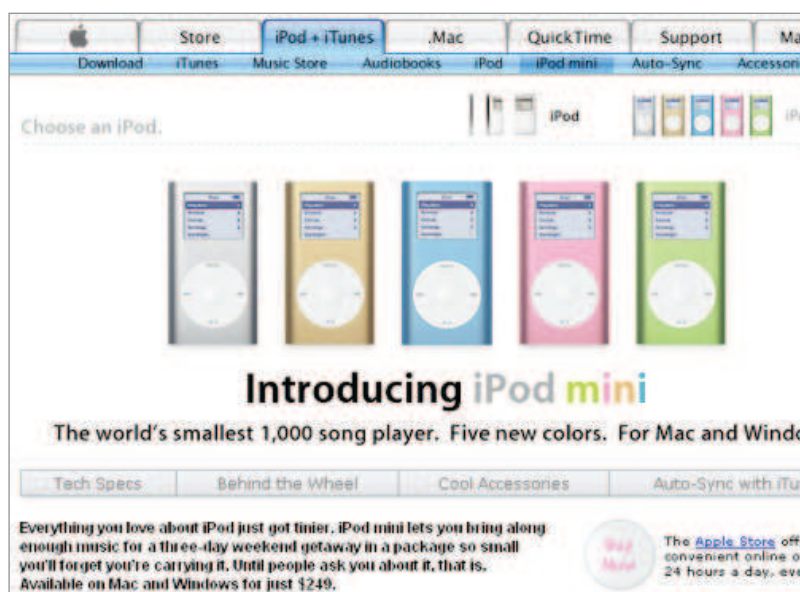 Store iPod + iTunes .Mac QuickTime Support Ma
Download iTunes Music Store Audiobooks iPod iPod mini Auto-Sync Accessori
Choose an iPod.
iPod
iP
Introducing iPod mini
The world's smallest 1,000 song player. Five new colors. For Mac and Windo
Tech Specs Behind the Wheel Cool Accessories Auto-Sync with iTu
Everything you love about iPod just got tinier. iPod mini lets you bring along
enough music for a three-day weekend getaway in a package so small
you'll forget you're carrying it. Until people ask you about it, that is.
Available on Mac and Windows for just $249.
The Apple Store off
convenient online o
24 hours a day, eve